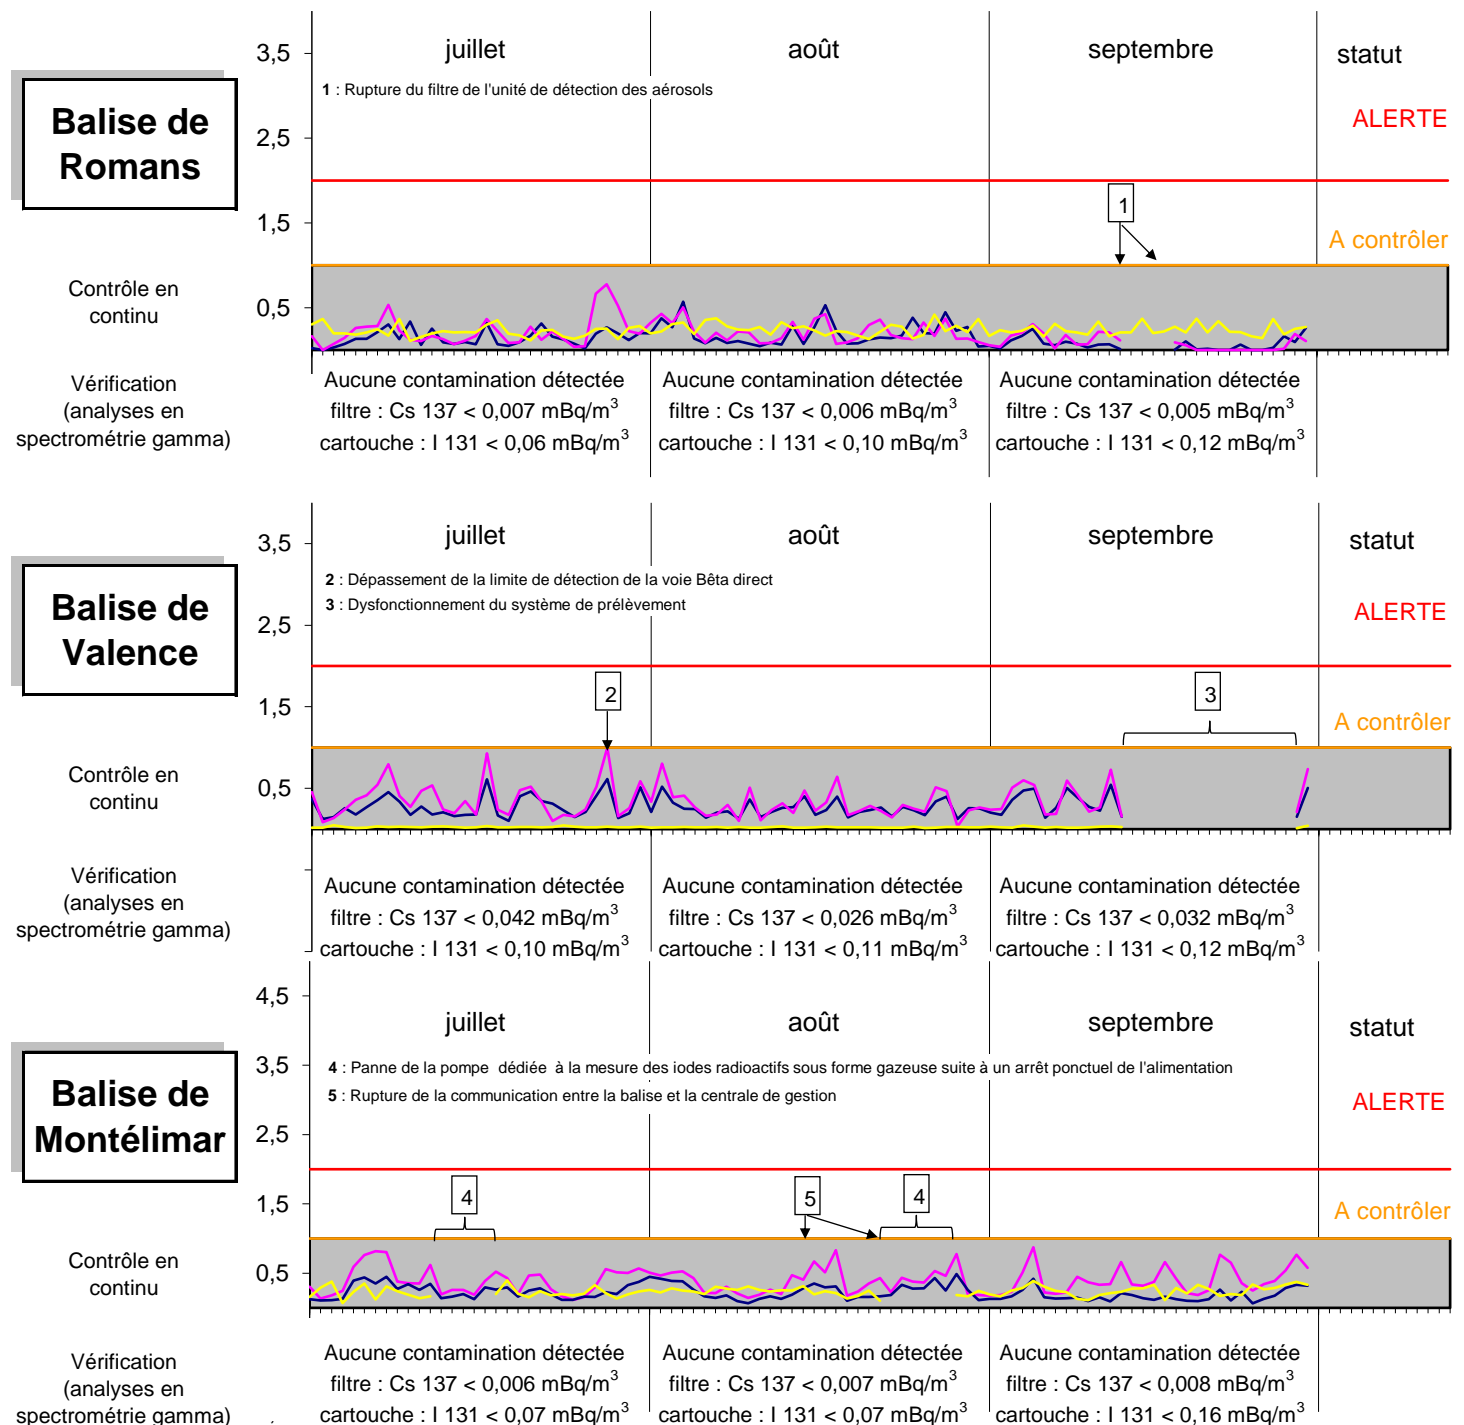 juillet août septembre statut
3,5
1 : Rupture du filtre de l'unité de détection des aérosols
Balise de
Romans
ALERTE
2,5
1
1,5
A contrôler
Contrôle en
continu
0,5
Vérification
(analyses en
spectrométrie gamma)
Aucune contamination détectée
filtre : Cs 137 < 0,007 mBq/m³
cartouche : I 131 < 0,06 mBq/m³
Aucune contamination détectée
filtre : Cs 137 < 0,006 mBq/m³
cartouche : I 131 < 0,10 mBq/m³
Aucune contamination détectée
filtre : Cs 137 < 0,005 mBq/m³
cartouche : I 131 < 0,12 mBq/m³
juillet août septembre statut
3,5
2 : Dépassement de la limite de détection de la voie Bêta direct
3 : Dysfonctionnement du système de prélèvement
Balise de
Valence
ALERTE
2,5
2
3
1,5
A contrôler
Contrôle en
continu
0,5
Vérification
(analyses en
spectrométrie gamma)
Aucune contamination détectée
filtre : Cs 137 < 0,042 mBq/m³
cartouche : I 131 < 0,10 mBq/m³
Aucune contamination détectée
filtre : Cs 137 < 0,026 mBq/m³
cartouche : I 131 < 0,11 mBq/m³
Aucune contamination détectée
filtre : Cs 137 < 0,032 mBq/m³
cartouche : I 131 < 0,12 mBq/m³
4,5
juillet août septembre statut
3,5
4 : Panne de la pompe dédiée à la mesure des iodes radioactifs sous forme gazeuse suite à un arrêt ponctuel de l'alimentation
5 : Rupture de la communication entre la balise et la centrale de gestion
Balise de
Montélimar
ALERTE
2,5
4
5
4
1,5
A contrôler
Contrôle en
continu
0,5
Vérification
(analyses en
spectrométrie gamma)
Aucune contamination détectée
filtre : Cs 137 < 0,006 mBq/m³
cartouche : I 131 < 0,07 mBq/m³
Aucune contamination détectée
filtre : Cs 137 < 0,007 mBq/m³
cartouche : I 131 < 0,07 mBq/m³
Aucune contamination détectée
filtre : Cs 137 < 0,008 mBq/m³
cartouche : I 131 < 0,16 mBq/m³